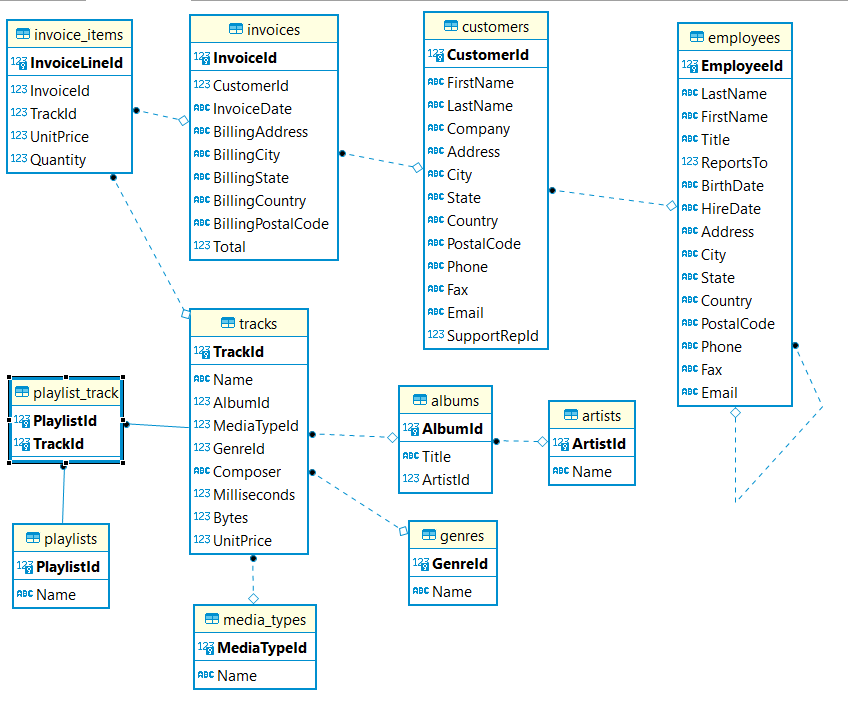 invoice_items
123 InvoiceLineId
123 InvoiceId
123 TrackId
123 UnitPrice
123 Quantity
invoices
123 InvoiceId
123 CustomerId
ABC InvoiceDate
ABC BillingAddress
ABC BillingCity
ABC BillingState
ABC BillingCountry
ABC BillingPostalCode
123 Total
customers
123 CustomerId
ABC FirstName
ABC LastName
ABC Company
ABC Address
ABC City
ABC State
ABC Country
ABC PostalCode
ABC Phone
ABC Fax
ABC Email
123 SupportRepId
employees
123 EmployeeId
ABC LastName
ABC FirstName
ABC Title
123 ReportsTo
ABC BirthDate
ABC HireDate
ABC Address
ABC City
ABC State
ABC Country
ABC PostalCode
ABC Phone
ABC Fax
ABC Email
tracks
123 TrackId
ABC Name
123 AlbumId
123 MediaTypeId
123 GenreId
ABC Composer
123 Milliseconds
123 Bytes
123 UnitPrice
playlist_track
123 PlaylistId
123 TrackId
albums
123 AlbumId
ABC Title
123 ArtistId
artists
123 ArtistId
ABC Name
playlists
123 PlaylistId
ABC Name
genres
123 GenreId
ABC Name
media_types
123 MediaTypeId
ABC Name